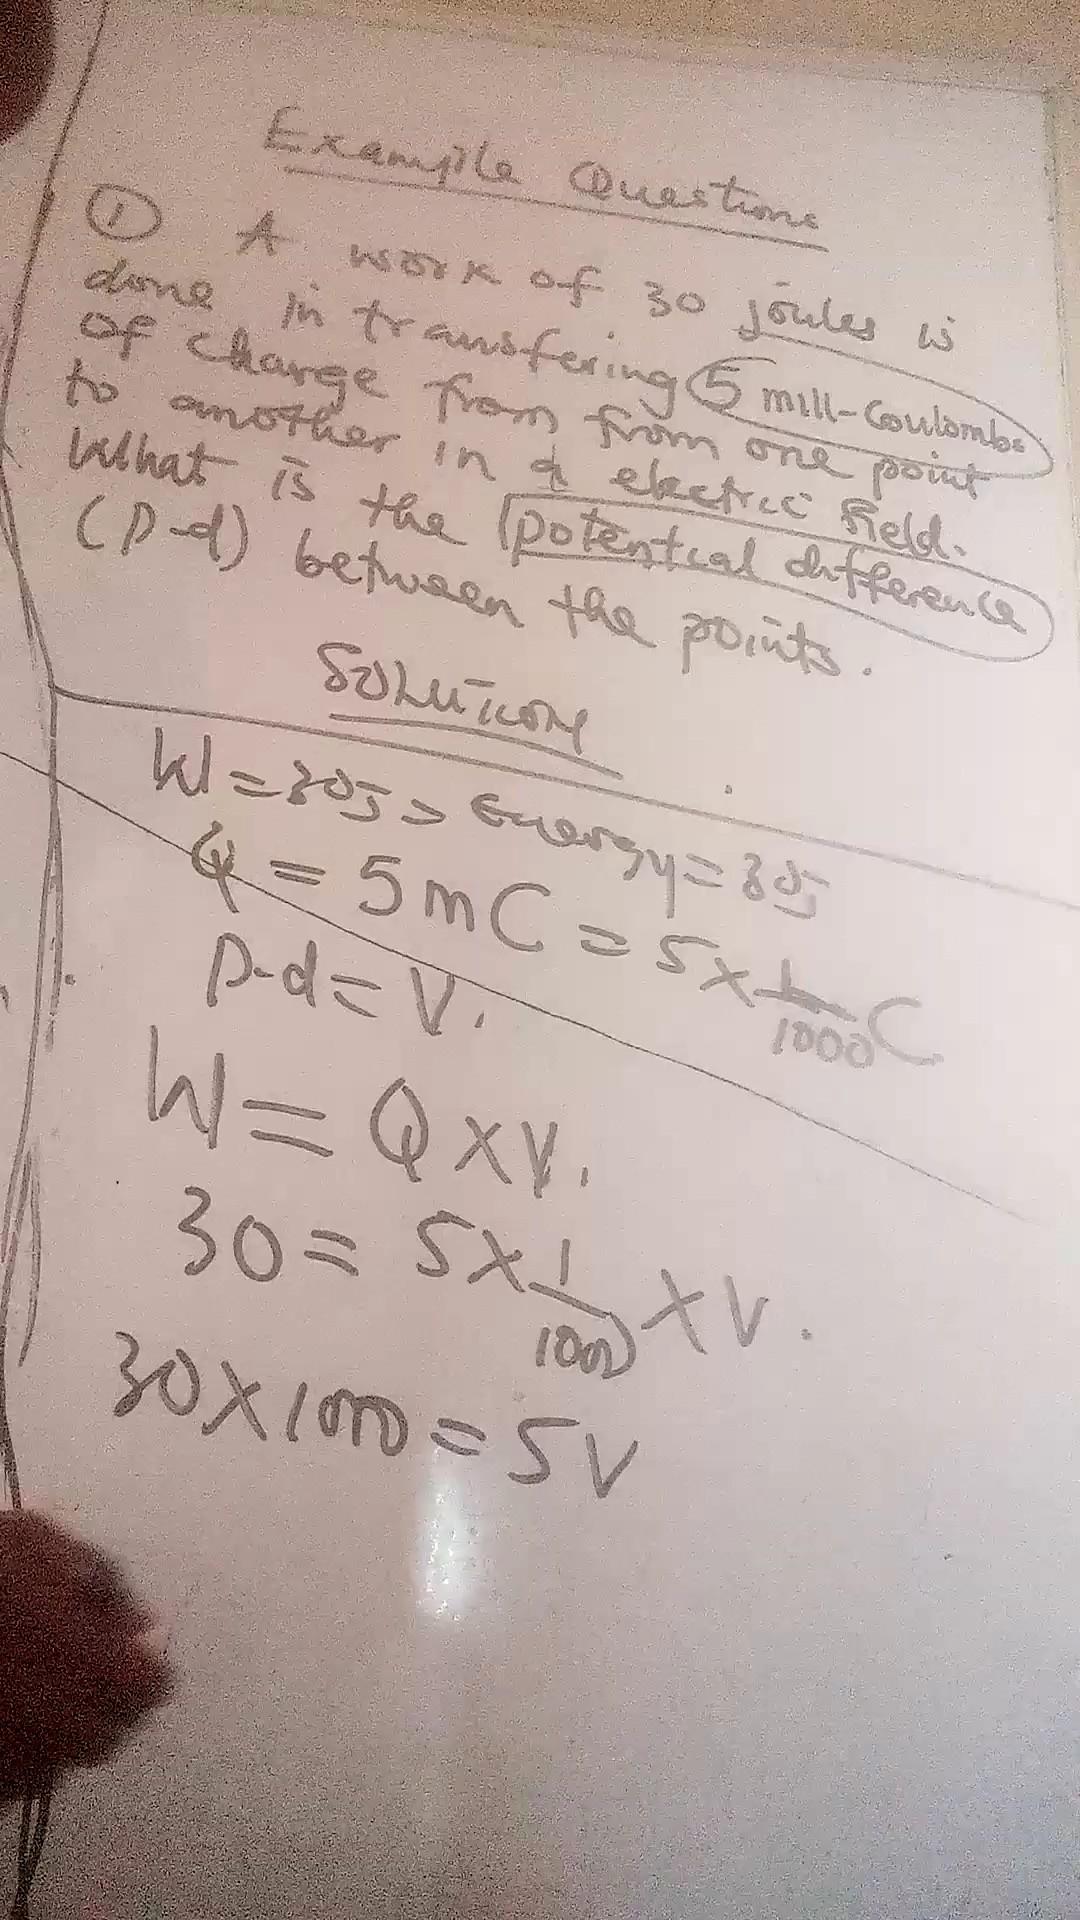 Example Questions
① A work of 30 joules is
done in transfering 5 mill-Coulombs
of charge from from one point
to another in a electric field.
What is the potential difference
(P-d) between the points.
SOLUTION
W = 30J = Energy = 30J
Q = 5mC = 5 × 1/1000 C
P-d = V.
W = Q × V.
30 = 5 × 1/1000 × V.
30 × 1000 = 5V